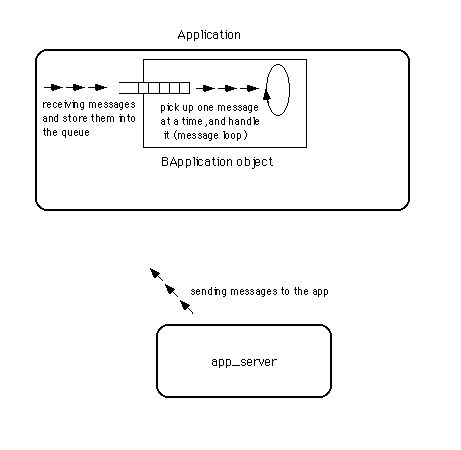 Application
receiving messages
and store them into
the queue
pick up one message
at a time ,and handle
it (message loop)
BApplication object
sending messages to the app
app_server